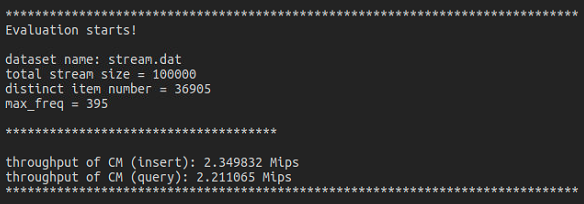 ******************************************************************************
Evaluation starts!
dataset name: stream.dat
total stream size = 100000
distinct item number = 36905
max_freq = 395
*************************************
throughput of CM (insert): 2.349832 Mips
throughput of CM (query): 2.211065 Mips
******************************************************************************